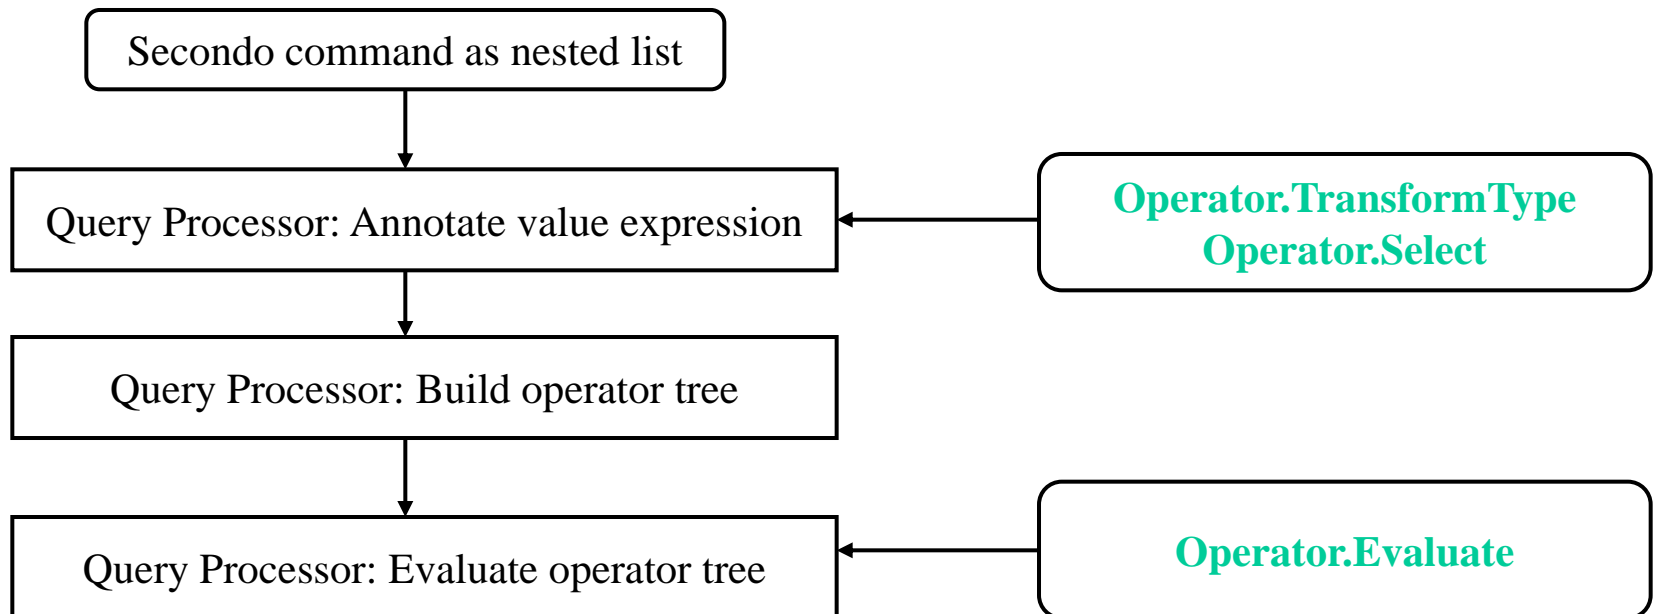 Secondo command as nested list
Query Processor: Annotate value expression
Operator.TransformType
Operator.Select
Query Processor: Build operator tree
Query Processor: Evaluate operator tree
Operator.Evaluate